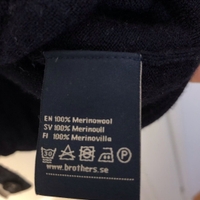 EN 100% Merinowool
SV 100% Merinoull
FI 100% Merinovilla
www.brothers.se